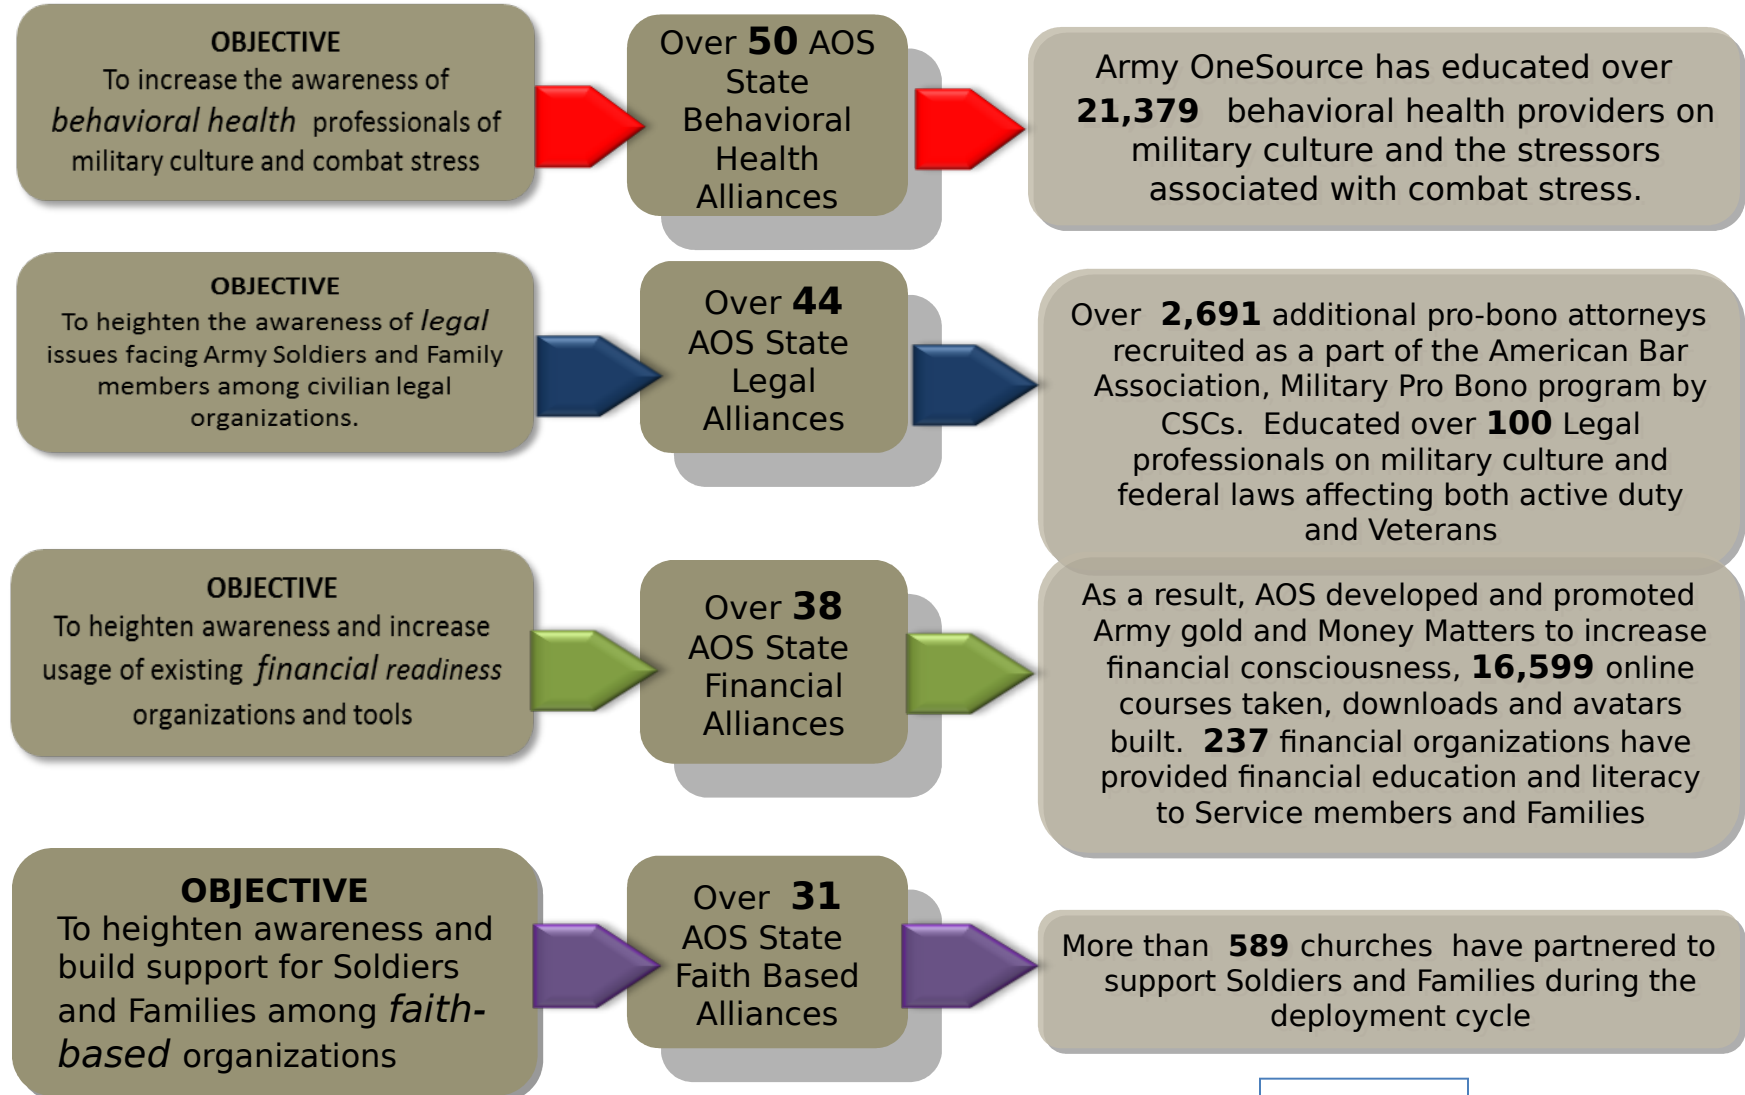 OBJECTIVE
To increase the awareness of
behavioral health professionals of
military culture and combat stress
Over 50 AOS
State
Behavioral
Health
Alliances
Army OneSource has educated over
21,379 behavioral health providers on
military culture and the stressors
associated with combat stress.
OBJECTIVE
To heighten the awareness of legal
issues facing Army Soldiers and Family
members among civilian legal
organizations.
Over 44
AOS State
Legal
Alliances
Over 2,691 additional pro-bono attorneys
recruited as a part of the American Bar
Association, Military Pro Bono program by
CSCs. Educated over 100 Legal
professionals on military culture and
federal laws affecting both active duty
and Veterans
OBJECTIVE
To heighten awareness and increase
usage of existing financial readiness
organizations and tools
Over 38
AOS State
Financial
Alliances
As a result, AOS developed and promoted
Army gold and Money Matters to increase
financial consciousness, 16,599 online
courses taken, downloads and avatars
built. 237 financial organizations have
provided financial education and literacy
to Service members and Families
OBJECTIVE
To heighten awareness and
build support for Soldiers
and Families among faith-
based organizations
Over 31
AOS State
Faith Based
Alliances
More than 589 churches have partnered to
support Soldiers and Families during the
deployment cycle